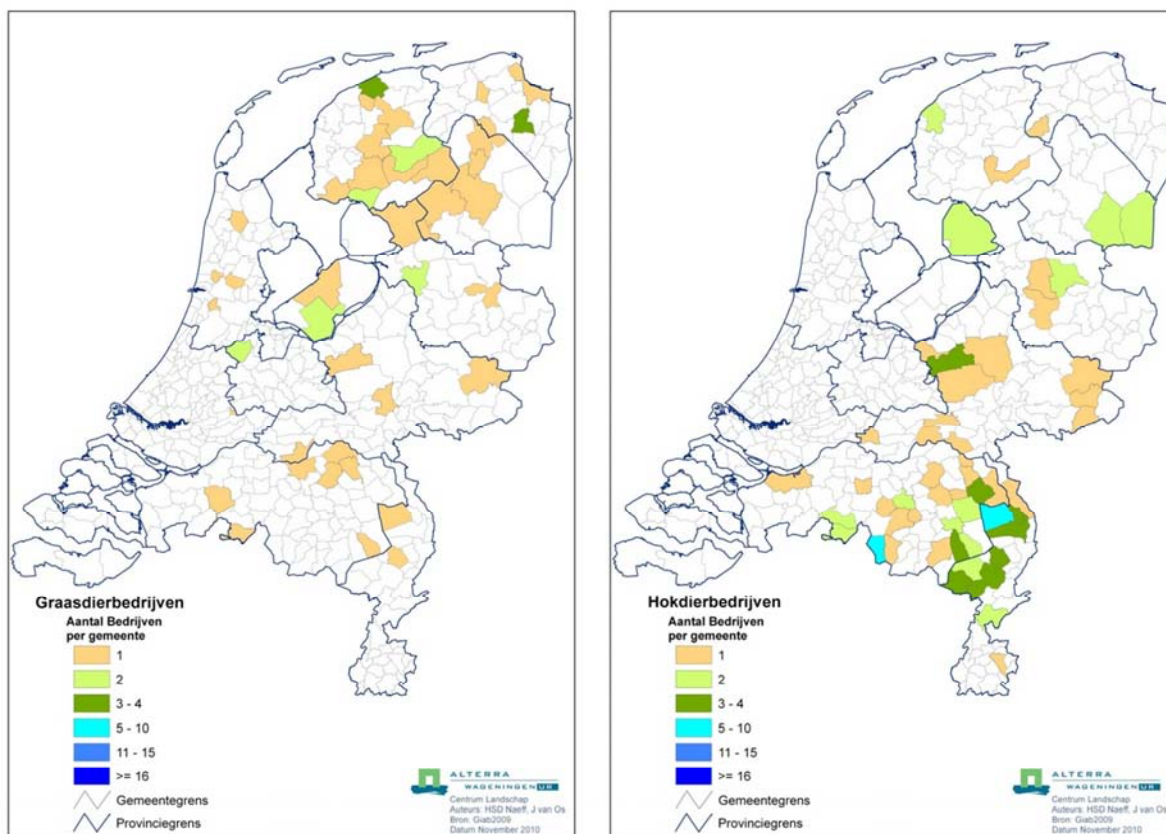 Graasdierbedrijven
Aantal Bedrijven
per gemeente
1
2
3 - 4
5 - 10
11 - 15
>= 16
Gemeentegrens
Provinciegrens
ALTERRA
WAGENINGEN UR
Centrum Landschap
Auteurs: HSD Naeff, J van Os
Bron: Giab2009
Datum November 2010
Hokdierbedrijven
Aantal Bedrijven
per gemeente
1
2
3 - 4
5 - 10
11 - 15
>= 16
Gemeentegrens
Provinciegrens
ALTERRA
WAGENINGEN UR
Centrum Landschap
Auteurs: HSD Naeff, J van Os
Bron: Giab2009
Datum November 2010